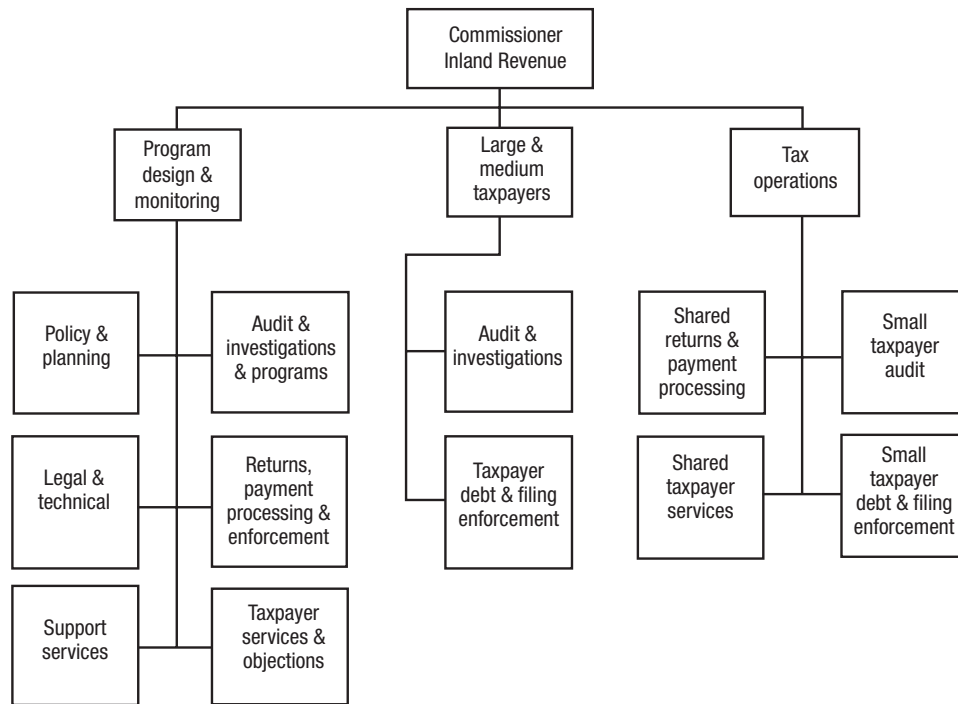 Commissioner
Inland Revenue
Program
design &
monitoring
Large &
medium
taxpayers
Tax
operations
Policy &
planning
Audit &
investigations
& programs
Audit &
investigations
Shared
returns &
payment
processing
Small
taxpayer
audit
Legal &
technical
Returns,
payment
processing &
enforcement
Taxpayer
debt & filing
enforcement
Shared
taxpayer
services
Small
taxpayer
debt & filing
enforcement
Support
services
Taxpayer
services &
objections